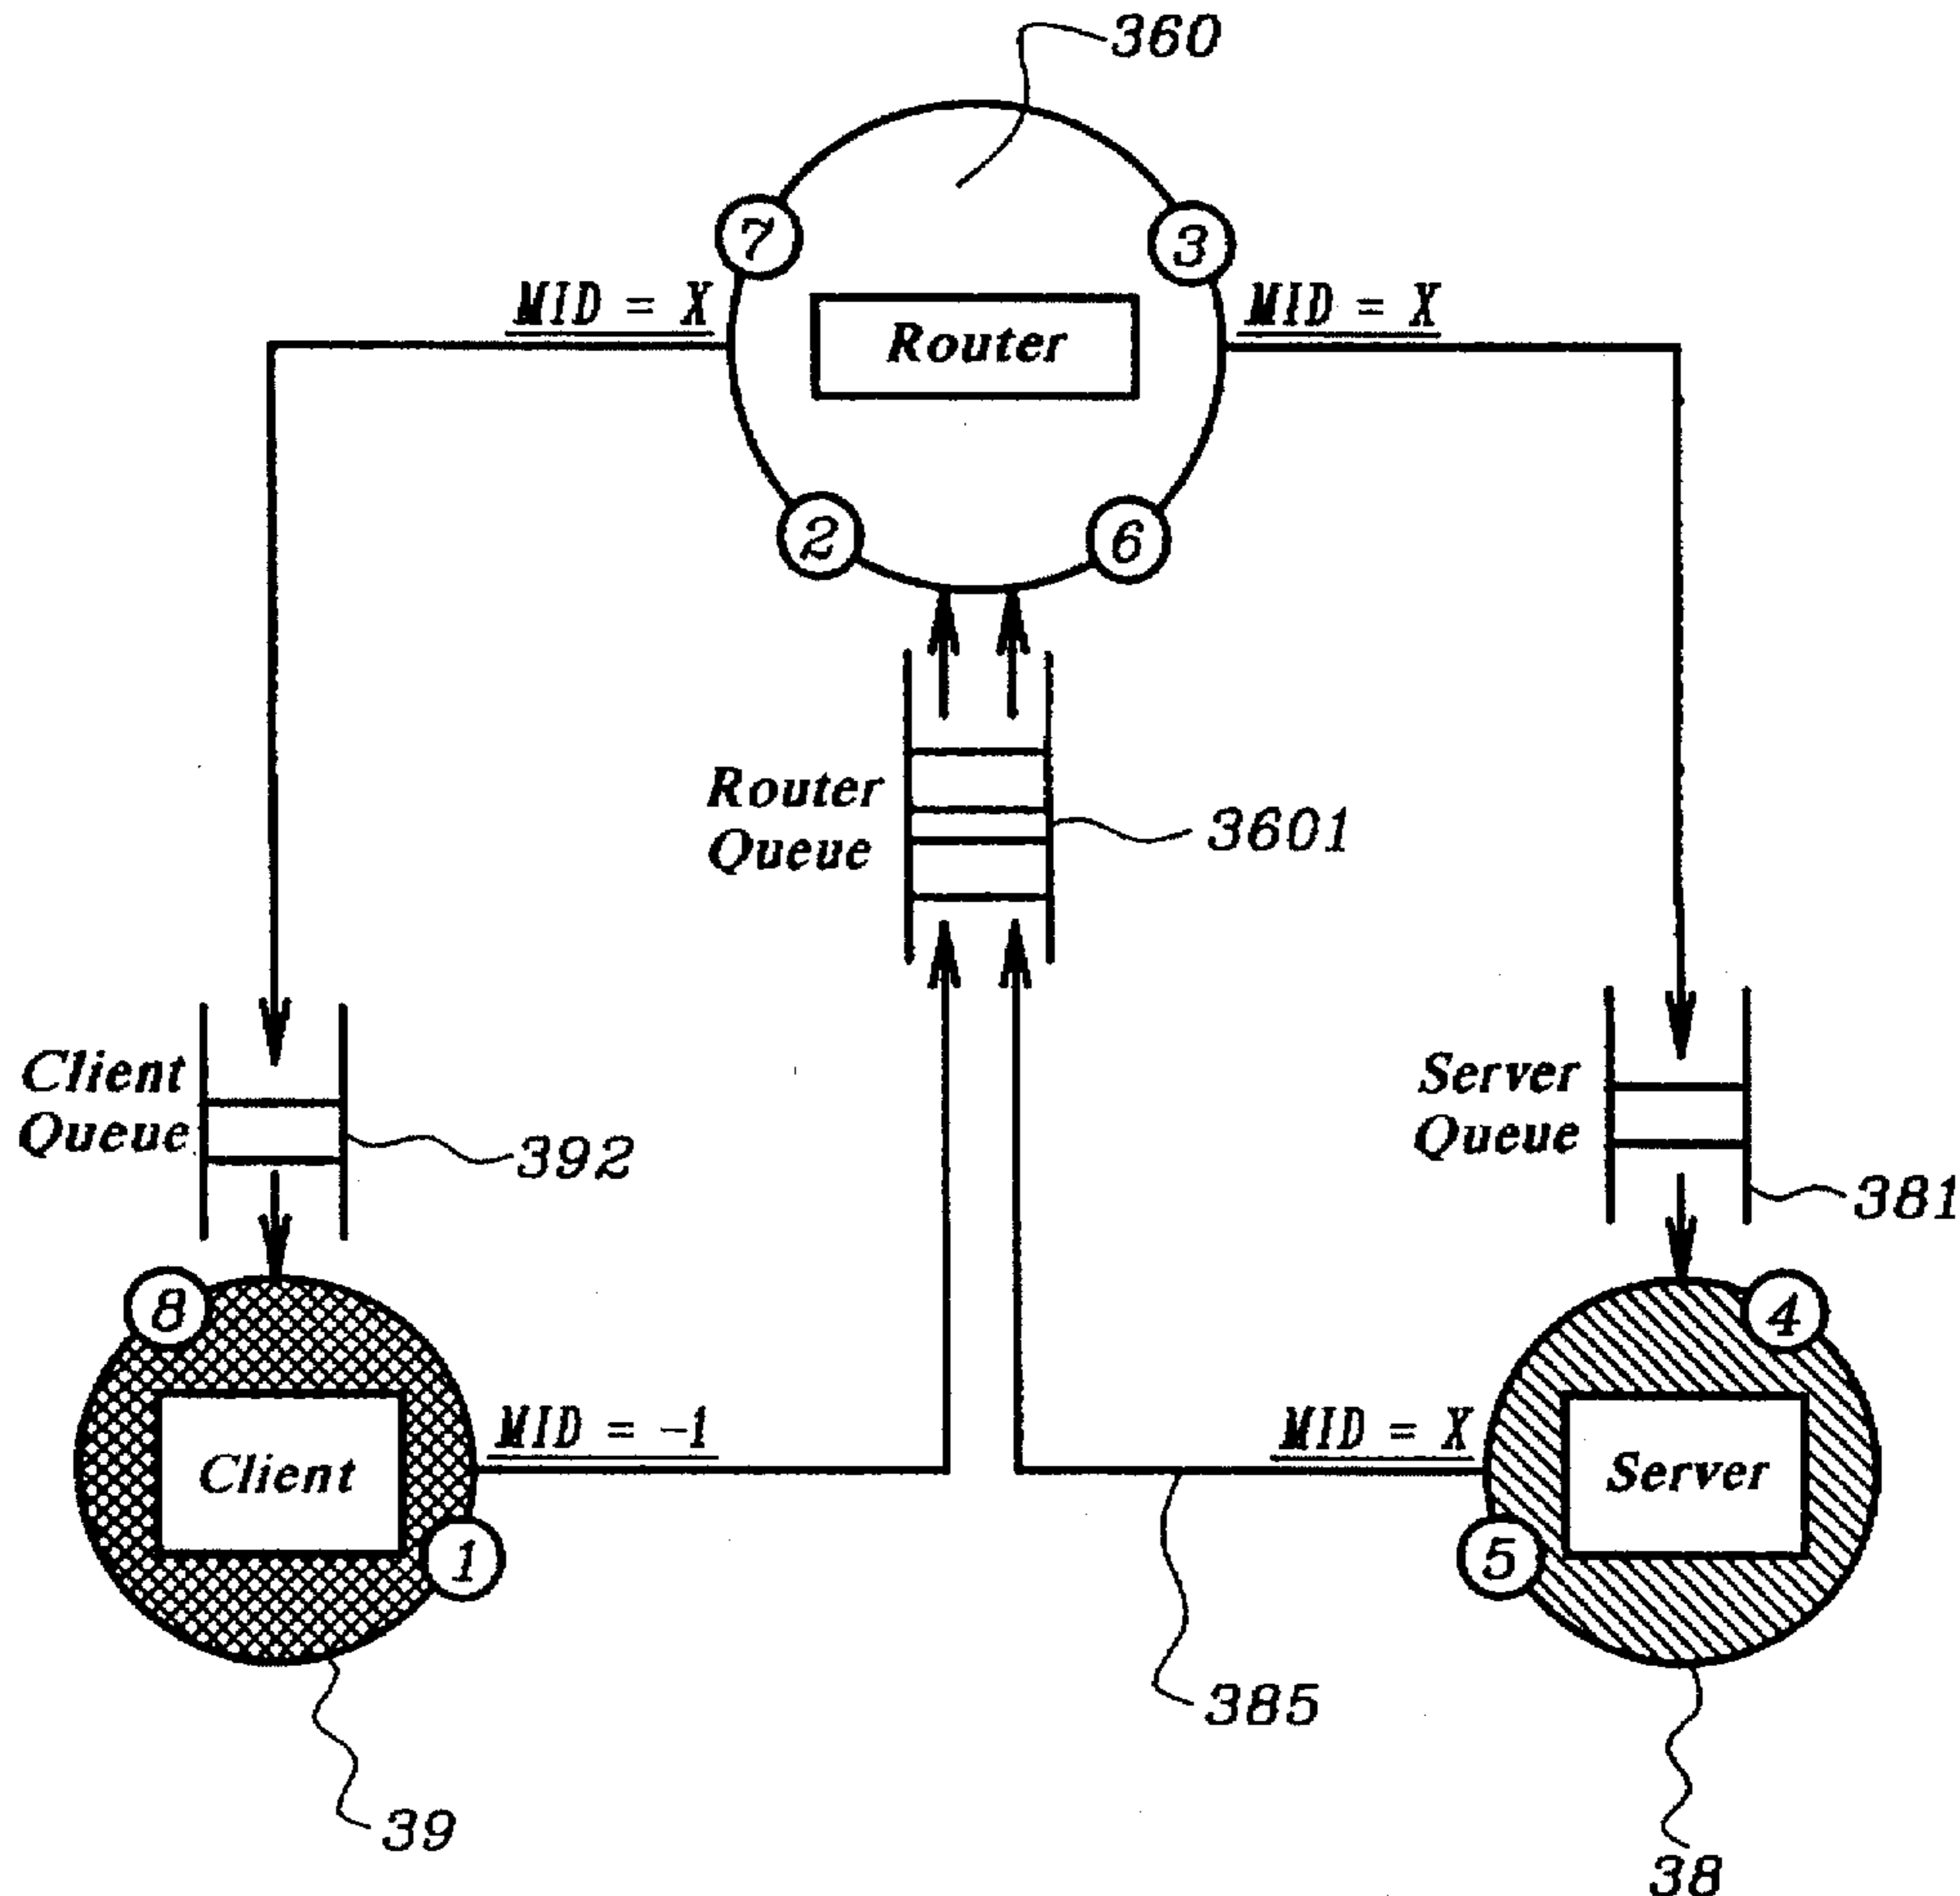 360
7
3
MID = X
MID = X
Router
2
6
Router
Queue
3601
Client
Queue
392
Server
Queue
381
8
4
MID = -1
MID = X
Client
Server
1
5
385
39
38